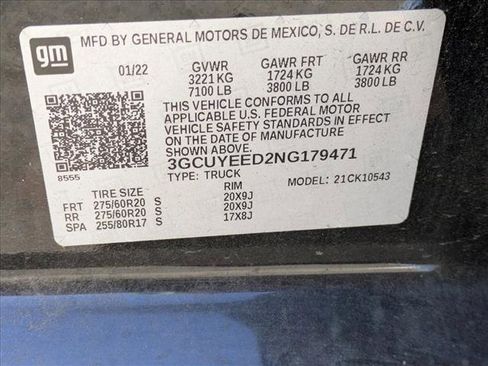 gm MFD BY GENERAL MOTORS DE MEXICO, S. DE R.L. DE C.V.
01/22 GVWR GAWR FRT GAWR RR
3221 KG 1724 KG 1724 KG
7100 LB 3800 LB 3800 LB
THIS VEHICLE CONFORMS TO ALL
APPLICABLE U.S. FEDERAL MOTOR
VEHICLE SAFETY STANDARDS IN EFFECT
ON THE DATE OF MANUFACTURE
SHOWN ABOVE.
3GCUYEED2NG179471
8555 TYPE: TRUCK MODEL: 21CK10543
TIRE SIZE RIM
FRT 275/60R20 S 20X9J
RR 275/60R20 S 20X9J
SPA 255/80R17 S 17X8J